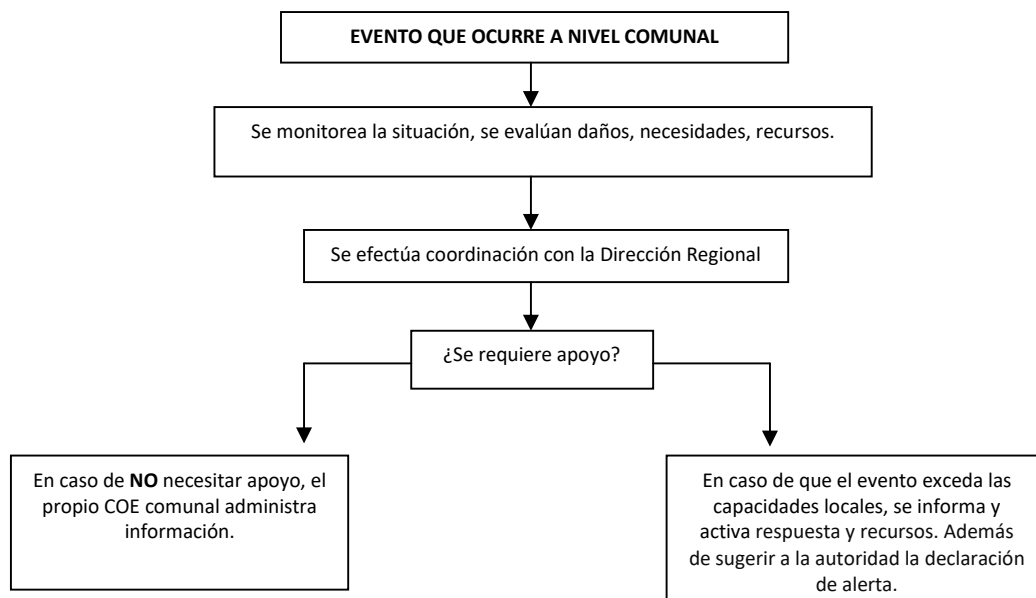 EVENTO QUE OCURRE A NIVEL COMUNAL
Se monitorea la situación, se evalúan daños, necesidades, recursos.
Se efectúa coordinación con la Dirección Regional
¿Se requiere apoyo?
En caso de NO necesitar apoyo, el
propio COE comunal administra
información.
En caso de que el evento exceda las
capacidades locales, se informa y
activa respuesta y recursos. Además
de sugerir a la autoridad la declaración
de alerta.